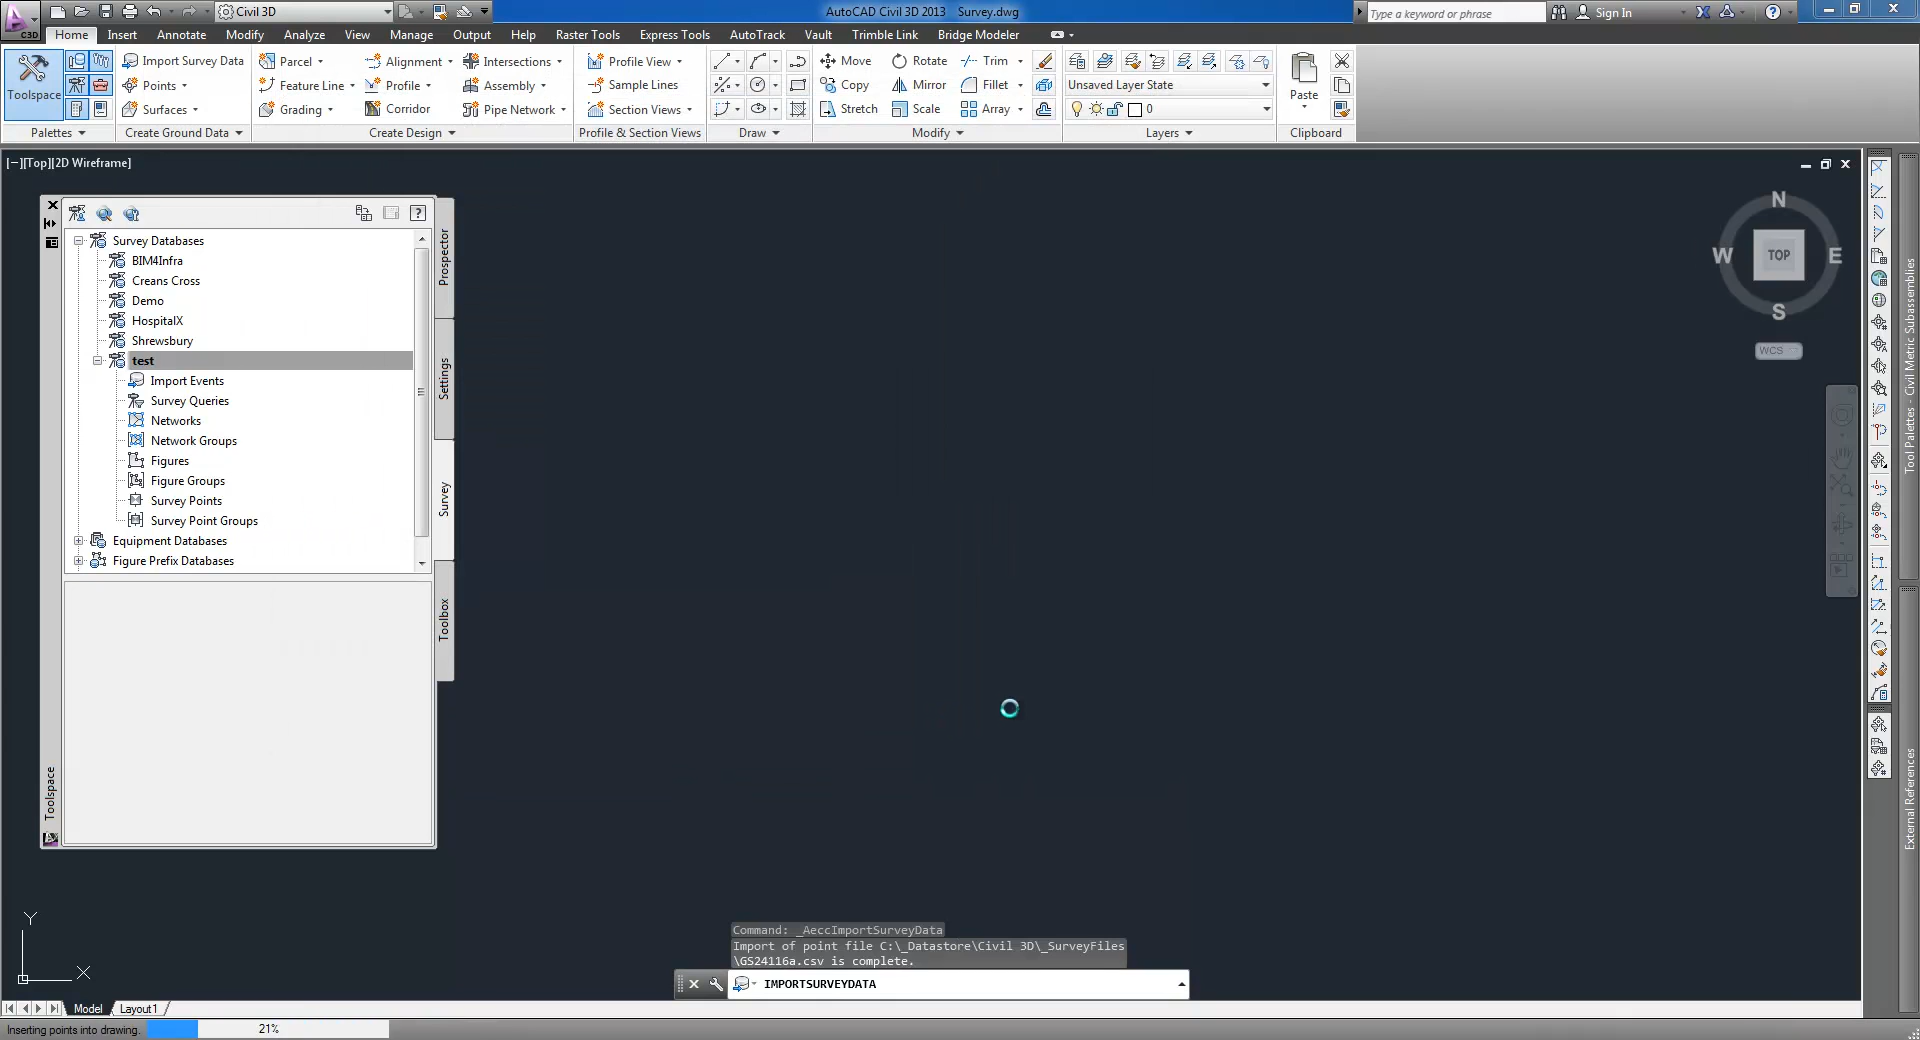 Civil 3D
AutoCAD Civil 3D 2013 Survey.dwg
Type a keyword or phrase
Sign In
C3D
Home Insert Annotate Modify Analyze View Manage Output Help Raster Tools Express Tools AutoTrack Vault Trimble Link Bridge Modeler
Toolspace
Import Survey Data
Points
Surfaces
Parcel
Feature Line
Grading
Alignment
Profile
Corridor
Intersections
Assembly
Pipe Network
Profile View
Sample Lines
Section Views
Move
Copy
Stretch
Rotate
Mirror
Scale
Trim
Fillet
Array
Unsaved Layer State
0
Paste
Palettes
Create Ground Data
Create Design
Profile & Section Views
Draw
Modify
Layers
Clipboard
[–][Top][2D Wireframe]
Survey Databases
BIM4Infra
Creans Cross
Demo
HospitalX
Shrewsbury
test
Import Events
Survey Queries
Networks
Network Groups
Figures
Figure Groups
Survey Points
Survey Point Groups
Equipment Databases
Figure Prefix Databases
Prospector
Settings
Survey
Toolbox
Toolspace
N
W
TOP
E
S
WCS
Tool Palettes - Civil Metric Subassemblies
External References
Y
X
Command: _AeccImportSurveyData
Import of point file C:\_Datastore\Civil 3D\_SurveyFiles
\GS24116a.csv is complete.
IMPORTSURVEYDATA
Model
Layout1
Inserting points into drawing.
21%